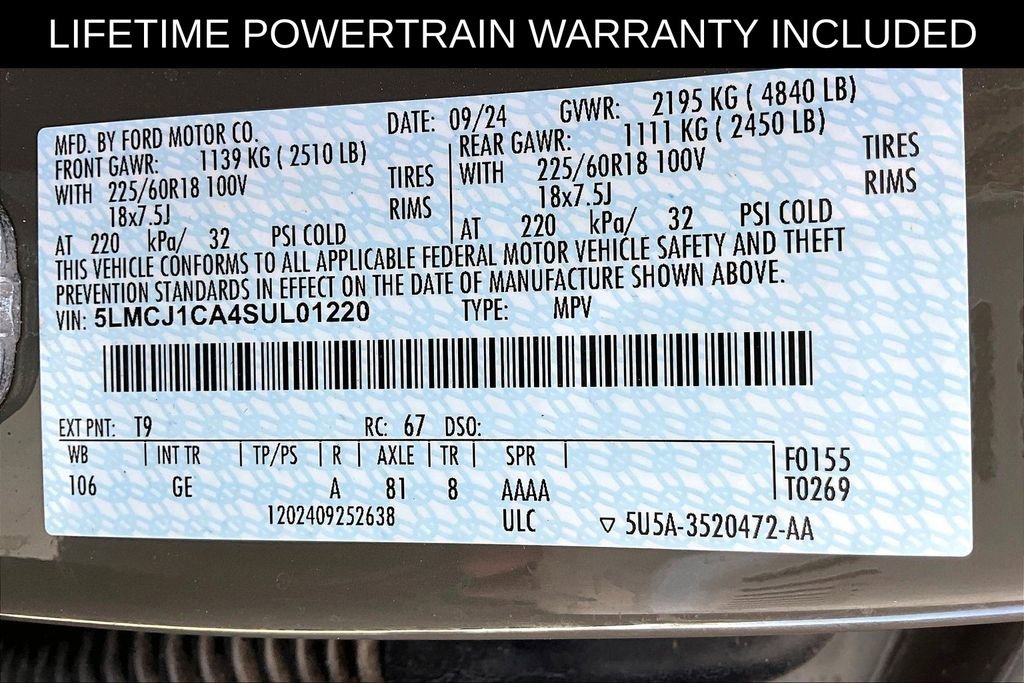 LIFETIME POWERTRAIN WARRANTY INCLUDED
MFD. BY FORD MOTOR CO. DATE: 09/24 GVWR: 2195 KG ( 4840 LB)
FRONT GAWR: 1139 KG ( 2510 LB) REAR GAWR: 1111 KG ( 2450 LB)
WITH 225/60R18 100V TIRES WITH 225/60R18 100V TIRES
18x7.5J RIMS 18x7.5J RIMS
AT 220 kPa/ 32 PSI COLD AT 220 kPa/ 32 PSI COLD
THIS VEHICLE CONFORMS TO ALL APPLICABLE FEDERAL MOTOR VEHICLE SAFETY AND THEFT
PREVENTION STANDARDS IN EFFECT ON THE DATE OF MANUFACTURE SHOWN ABOVE.
VIN: 5LMCJ1CA4SUL01220 TYPE: MPV
EXT PNT: T9 RC: 67 DSO:
WB | INT TR | TP/PS | R | AXLE | TR | SPR | F0155
106 GE A 81 8 AAAA T0269
1202409252638 ULC ▽ 5U5A-3520472-AA